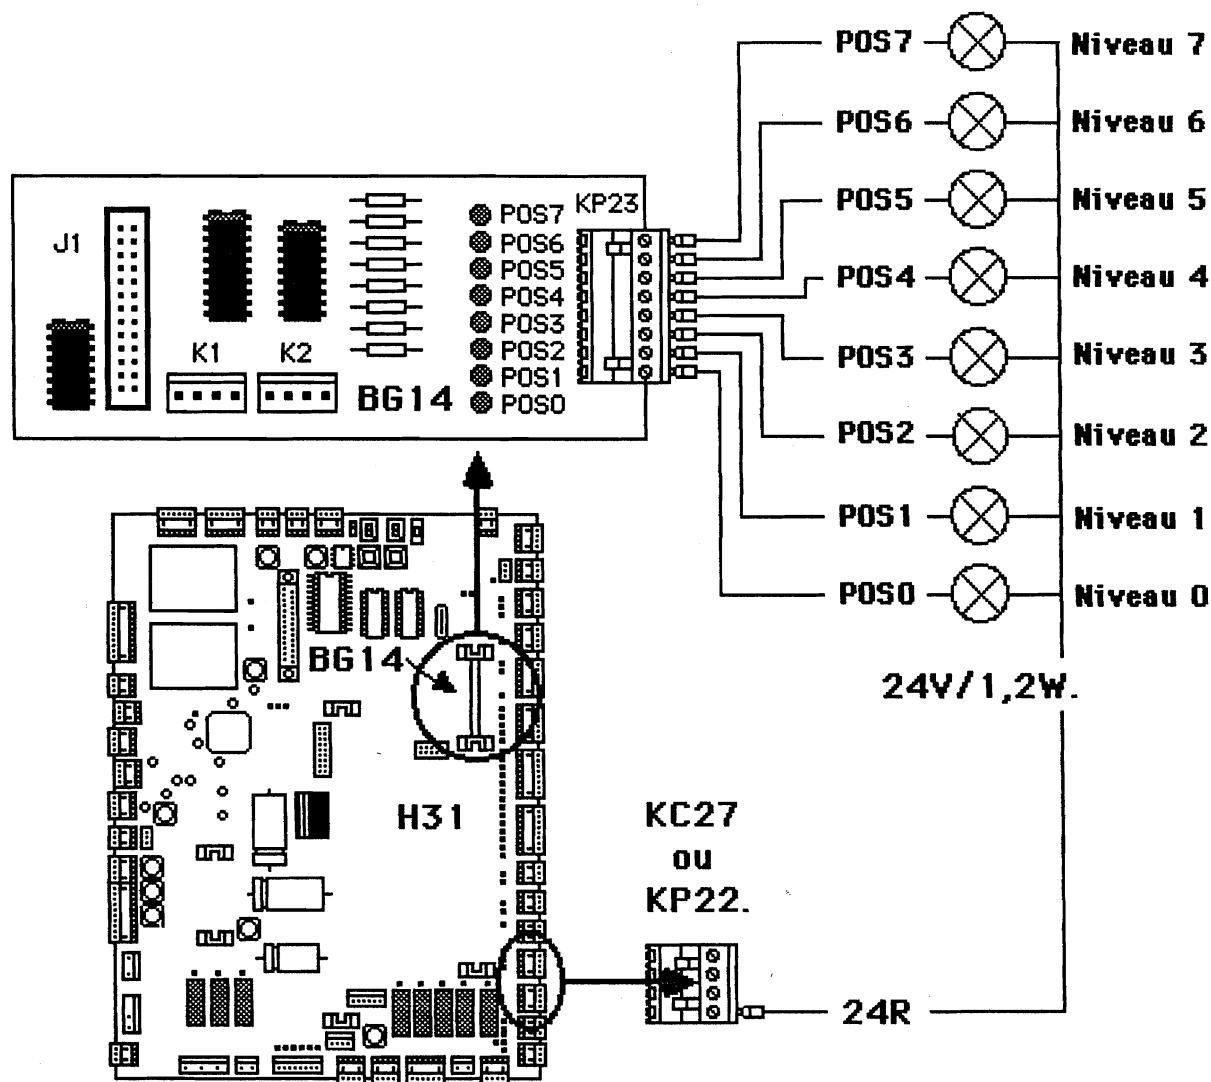 POS7 Niveau 7
POS6 Niveau 6
POS5 Niveau 5
POS4 Niveau 4
POS3 Niveau 3
POS2 Niveau 2
POS1 Niveau 1
POS0 Niveau 0
24V/1,2W.
J1
K1
K2
BG14
KP23
POS7
POS6
POS5
POS4
POS3
POS2
POS1
POS0
BG14
H31
KC27
ou
KP22.
24R